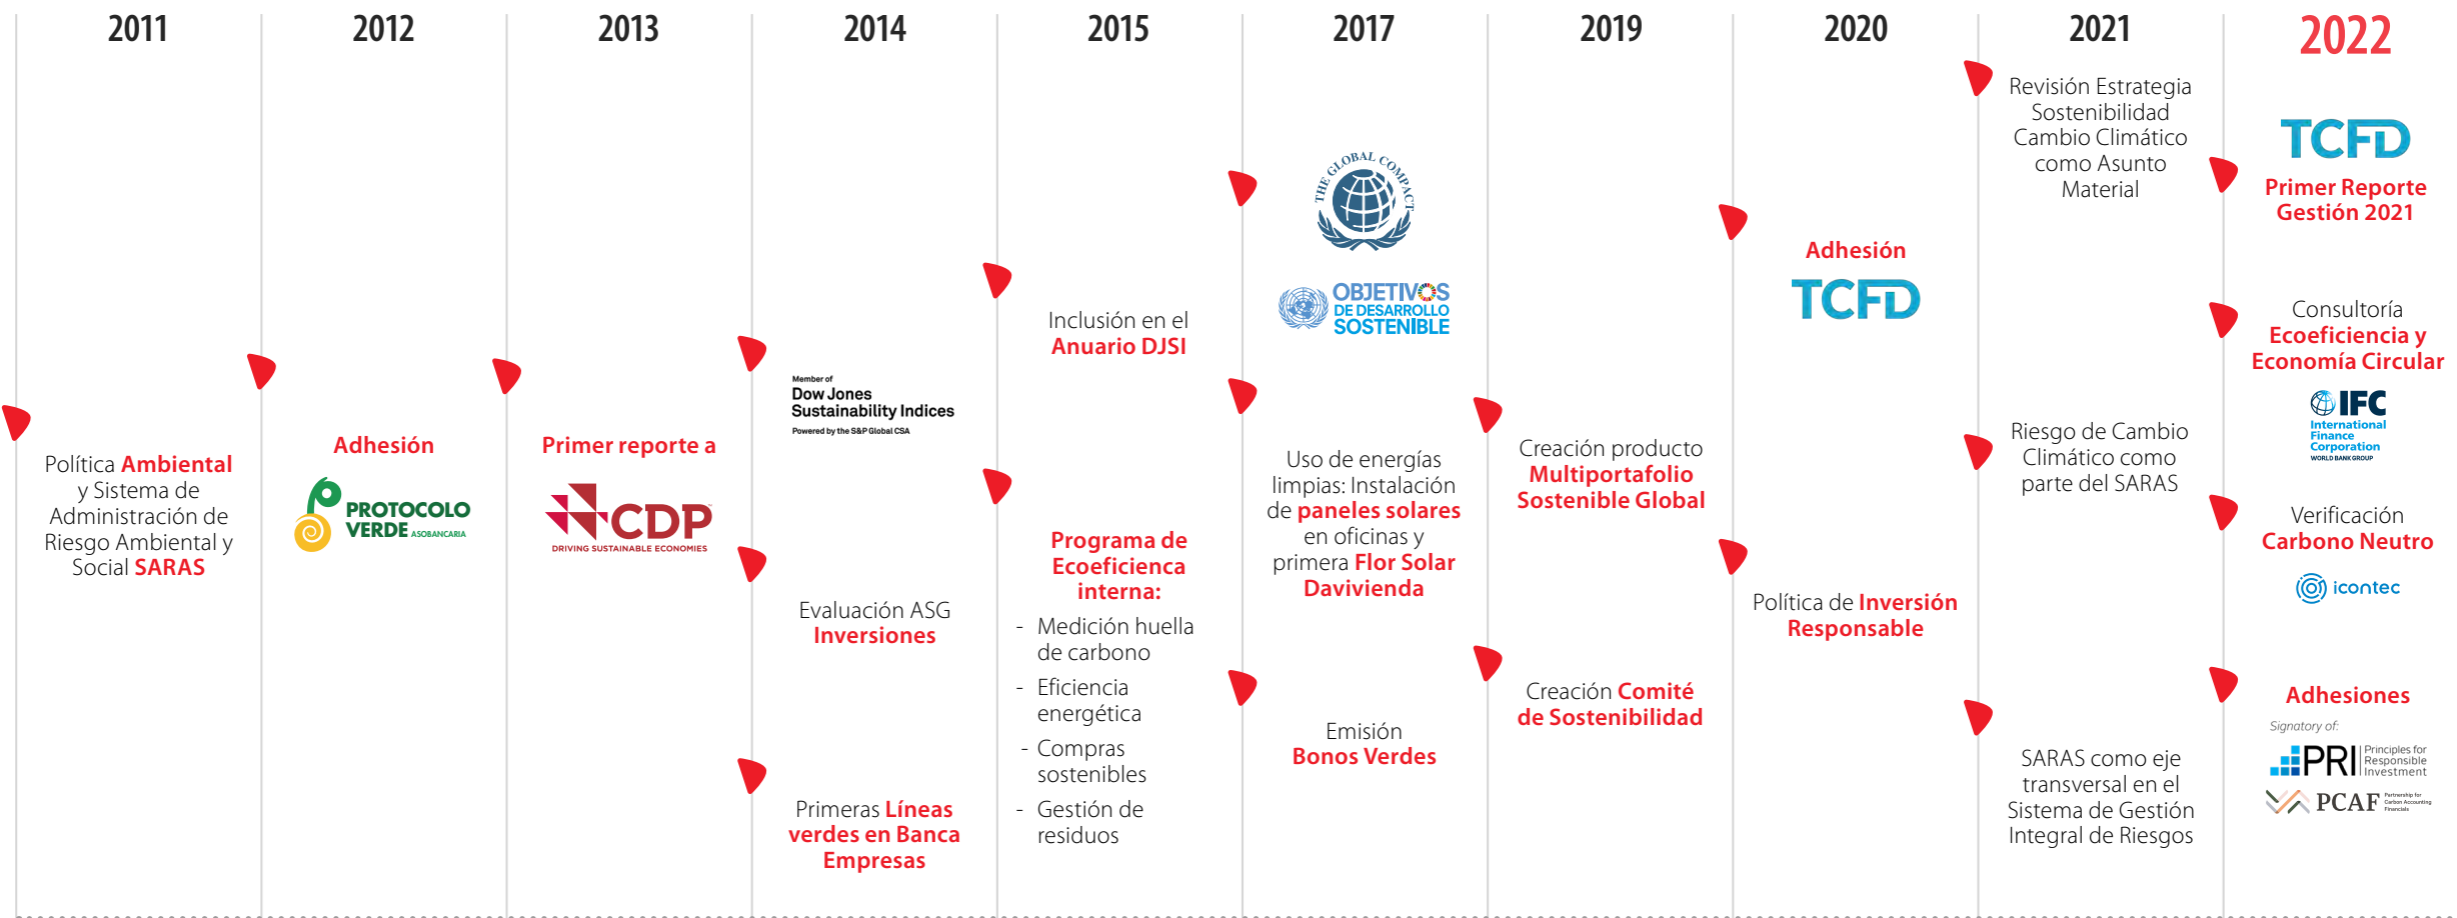 2011
Política Ambiental
y Sistema de
Administración de
Riesgo Ambiental y
Social SARAS
2012
Adhesión
PROTOCOLO
VERDE ASOBANCARIA
2013
Primer reporte a
CDP
DRIVING SUSTAINABLE ECONOMIES
2014
Member of
Dow Jones
Sustainability Indices
Powered by the S&P Global CSA
Evaluación ASG
Inversiones
Primeras Líneas
verdes en Banca
Empresas
2015
Inclusión en el
Anuario DJSI
Programa de
Ecoeficienca
interna:
- Medición huella
de carbono
- Eficiencia
energética
- Compras
sostenibles
- Gestión de
residuos
2017
THE GLOBAL COMPACT
OBJETIVOS
DE DESARROLLO
SOSTENIBLE
Uso de energías
limpias: Instalación
de paneles solares
en oficinas y
primera Flor Solar
Davivienda
Emisión
Bonos Verdes
2019
Creación producto
Multiportafolio
Sostenible Global
Creación Comité
de Sostenibilidad
2020
Adhesión
TCFD
Política de Inversión
Responsable
2021
Revisión Estrategia
Sostenibilidad
Cambio Climático
como Asunto
Material
Riesgo de Cambio
Climático como
parte del SARAS
SARAS como eje
transversal en el
Sistema de Gestión
Integral de Riesgos
2022
TCFD
Primer Reporte
Gestión 2021
Consultoría
Ecoeficiencia y
Economía Circular
IFC
International
Finance
Corporation
WORLD BANK GROUP
Verificación
Carbono Neutro
icontec
Adhesiones
Signatory of:
PRI Principles for
Responsible
Investment
PCAF Partnership for
Carbon Accounting
Financials